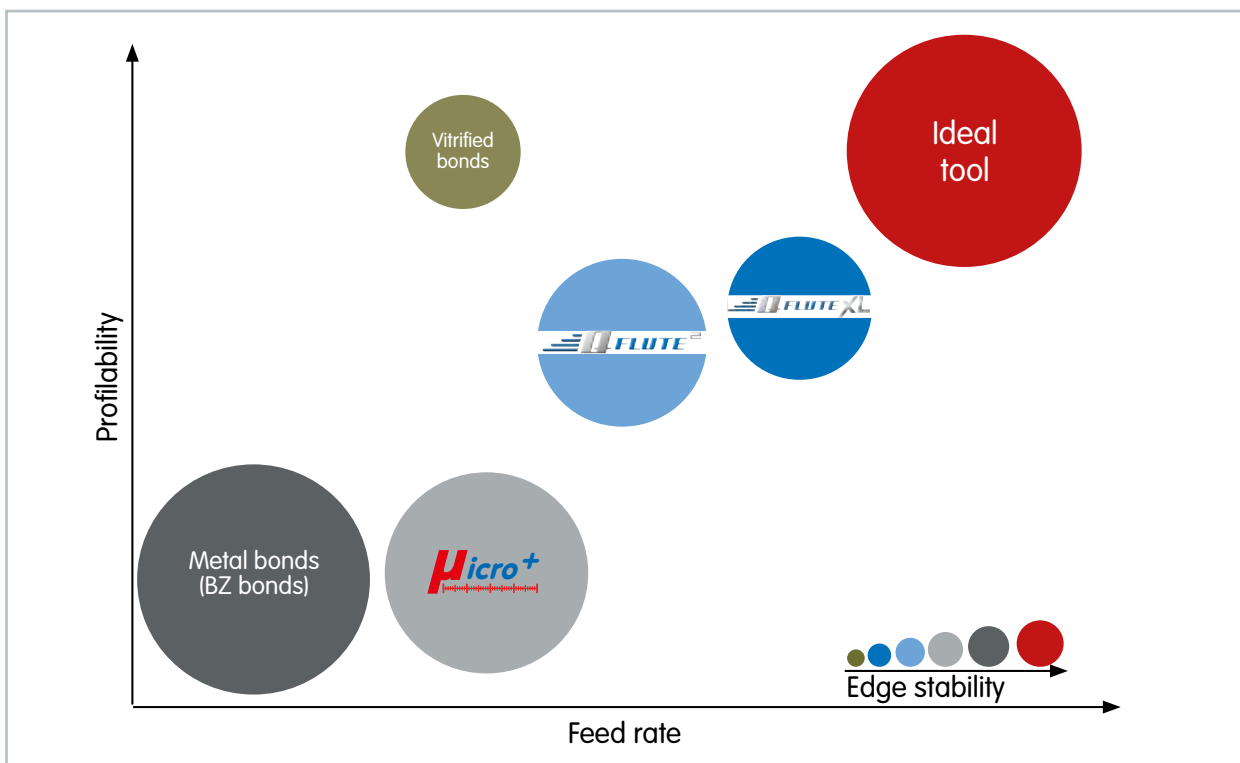 Vitrified
bonds
Ideal
tool
Q FLUTE XL
Q FLUTE²
Profilability
Metal bonds
(BZ bonds)
µicro+
Edge stability
Feed rate